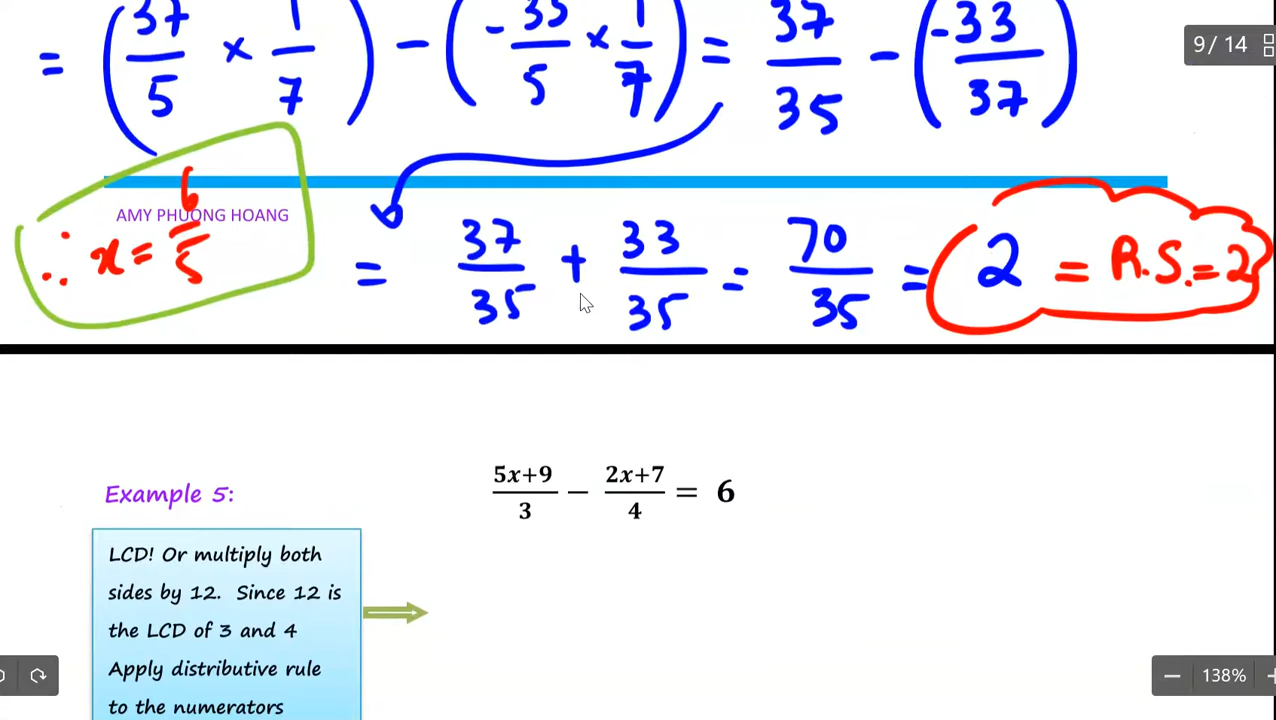 = (37/5 × 1/7) - (-33/5 × 1/7) = 37/35 - (-33/37)
9 / 14
AMY PHUONG HOANG
∴ x = 6/5
= 37/35 + 33/35 = 70/35 = 2 = R.S. = 2
Example 5:
5x+9/3 − 2x+7/4 = 6
LCD! Or multiply both
sides by 12. Since 12 is
the LCD of 3 and 4
Apply distributive rule
to the numerators
138%